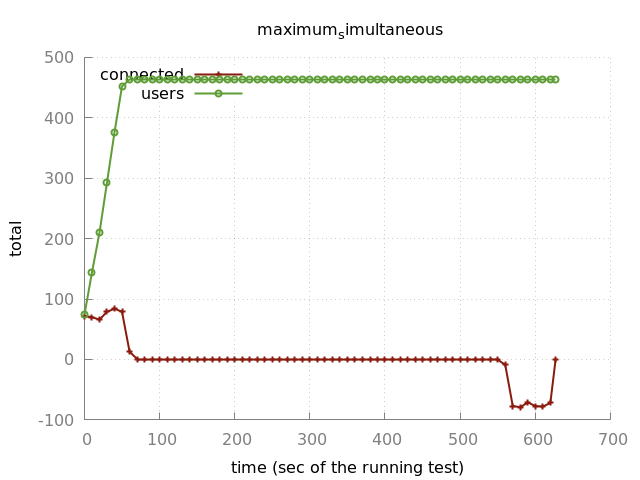 maximum_simultaneous
500
connected
users
400
300
200
100
0
-100
total
0 100 200 300 400 500 600 700
time (sec of the running test)